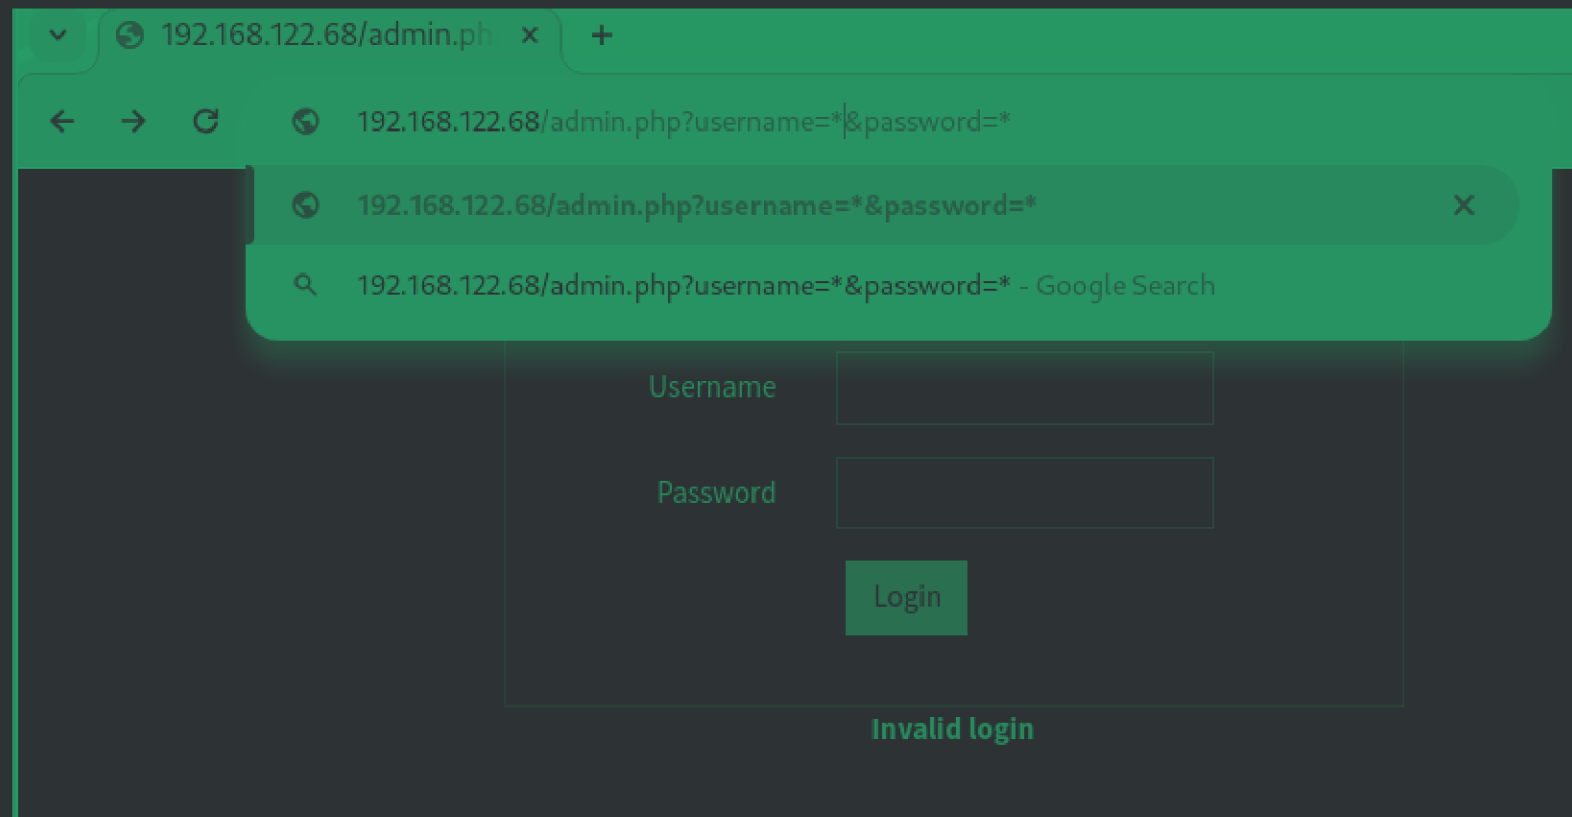 192.168.122.68/admin.ph
192.168.122.68/admin.php?username=*&password=*
192.168.122.68/admin.php?username=*&password=*
192.168.122.68/admin.php?username=*&password=* - Google Search
Username
Password
Login
Invalid login